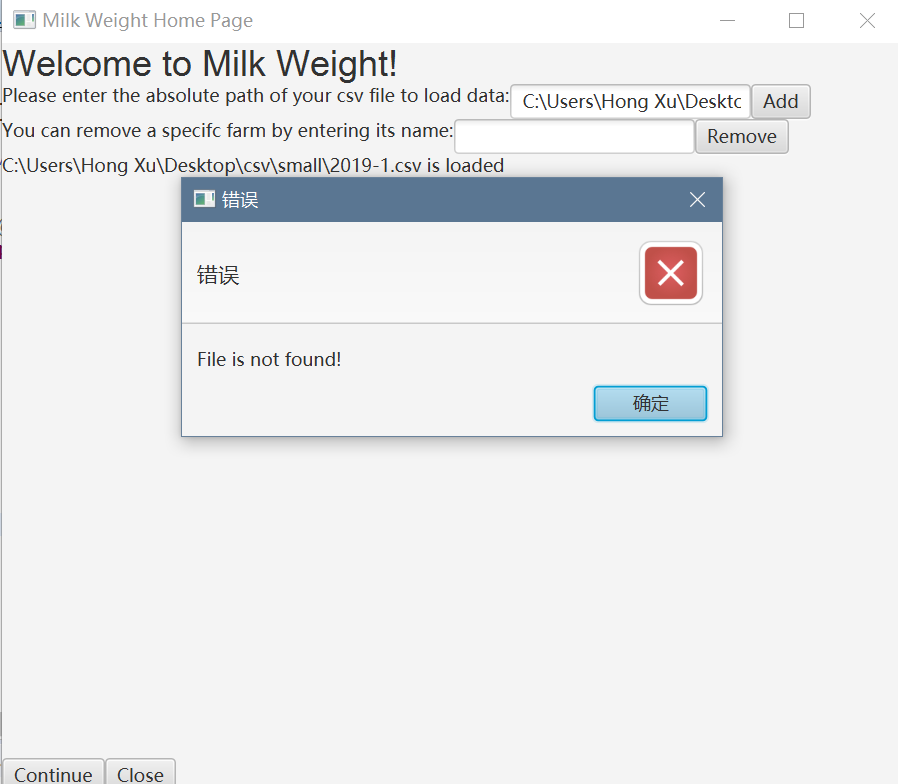 Milk Weight Home Page
Welcome to Milk Weight!
Please enter the absolute path of your csv file to load data: C:\Users\Hong Xu\Desktc Add
You can remove a specifc farm by entering its name: Remove
C:\Users\Hong Xu\Desktop\csv\small\2019-1.csv is loaded
错误
错误
File is not found!
确定
Continue Close